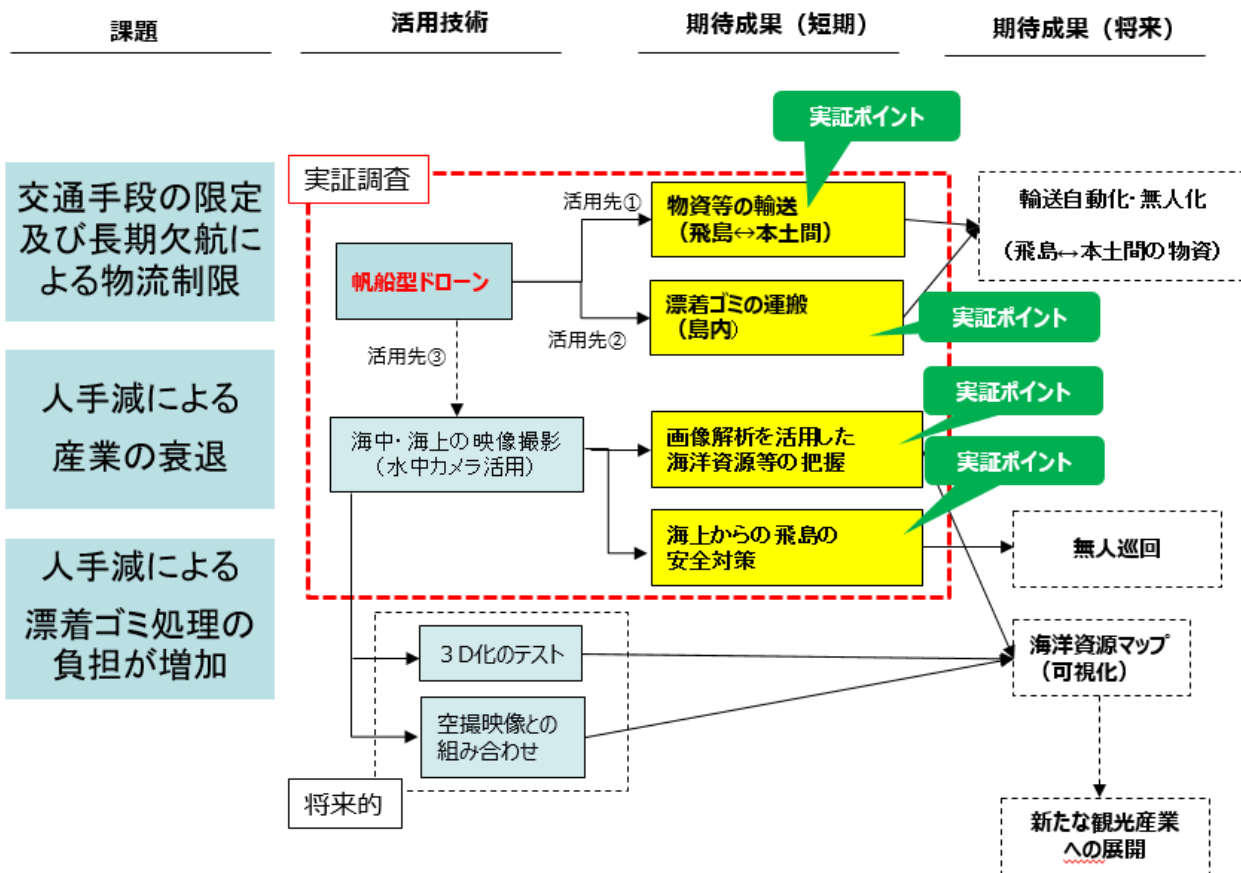 課題
活用技術
期待成果（短期）
期待成果（将来）
交通手段の限定
及び長期欠航に
よる物流制限
人手減による
産業の衰退
人手減による
漂着ゴミ処理の
負担が増加
実証調査
帆船型ドローン
活用先①
活用先②
活用先③
物資等の輸送
（飛島↔本土間）
実証ポイント
漂着ゴミの運搬
（島内）
実証ポイント
海中・海上の映像撮影
（水中カメラ活用）
画像解析を活用した
海洋資源等の把握
実証ポイント
海上からの飛島の
安全対策
実証ポイント
輸送自動化・無人化
（飛島↔本土間の物資）
無人巡回
３D化のテスト
空撮映像との
組み合わせ
将来的
海洋資源マップ
（可視化）
新たな観光産業
への展開